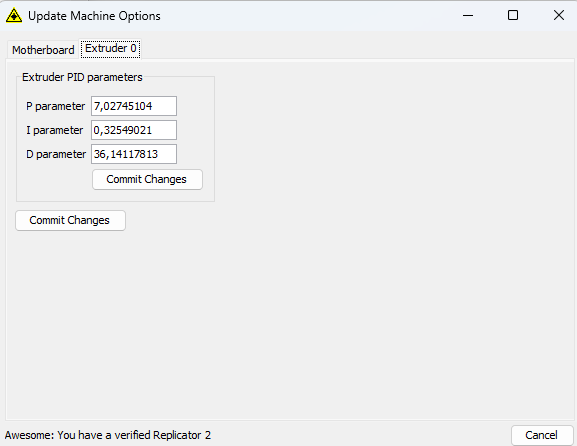 Update Machine Options
Motherboard Extruder 0
Extruder PID parameters
P parameter 7,02745104
I parameter 0,32549021
D parameter 36,14117813
Commit Changes
Commit Changes
Awesome: You have a verified Replicator 2 Cancel